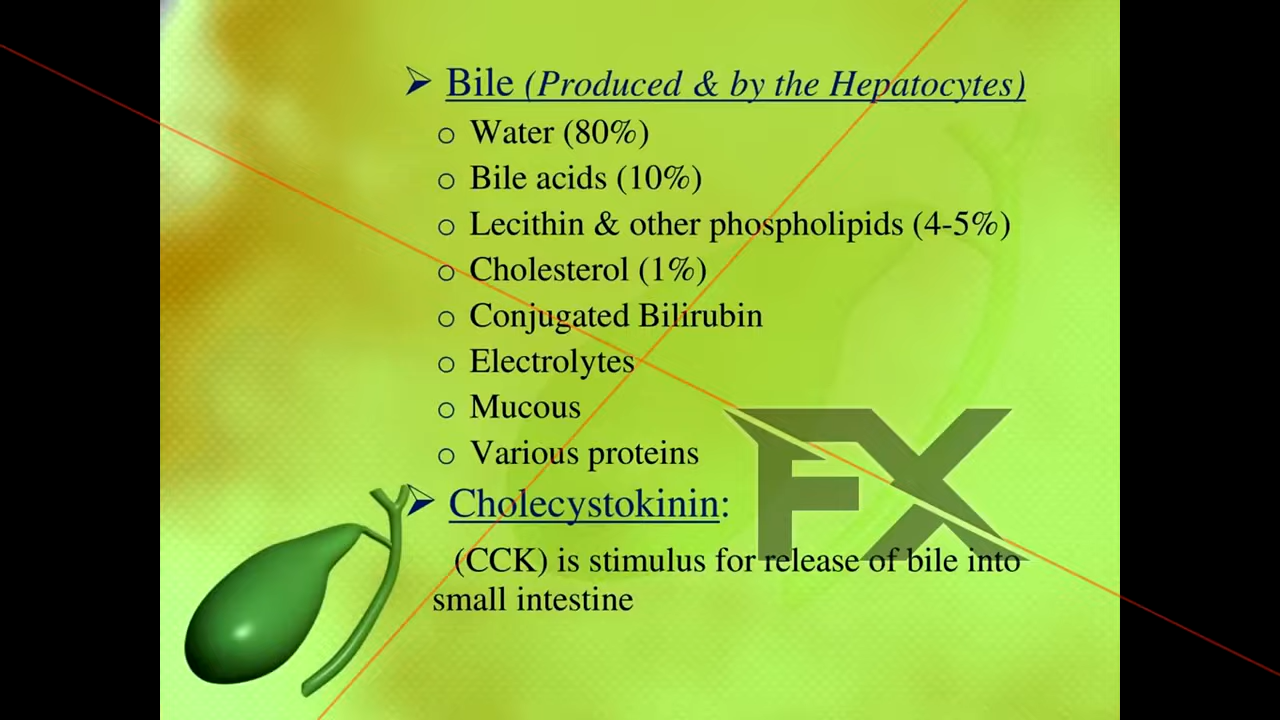 Bile (Produced & by the Hepatocytes)
Water (80%)
Bile acids (10%)
Lecithin & other phospholipids (4-5%)
Cholesterol (1%)
Conjugated Bilirubin
Electrolytes
Mucous
Various proteins
FX
Cholecystokinin:
(CCK) is stimulus for release of bile into
small intestine